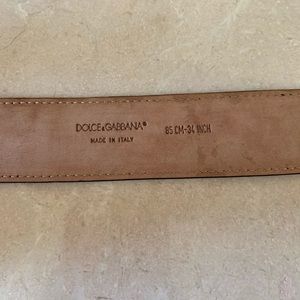 DOLCE & GABBANA®
MADE IN ITALY
85 CM-34 INCH